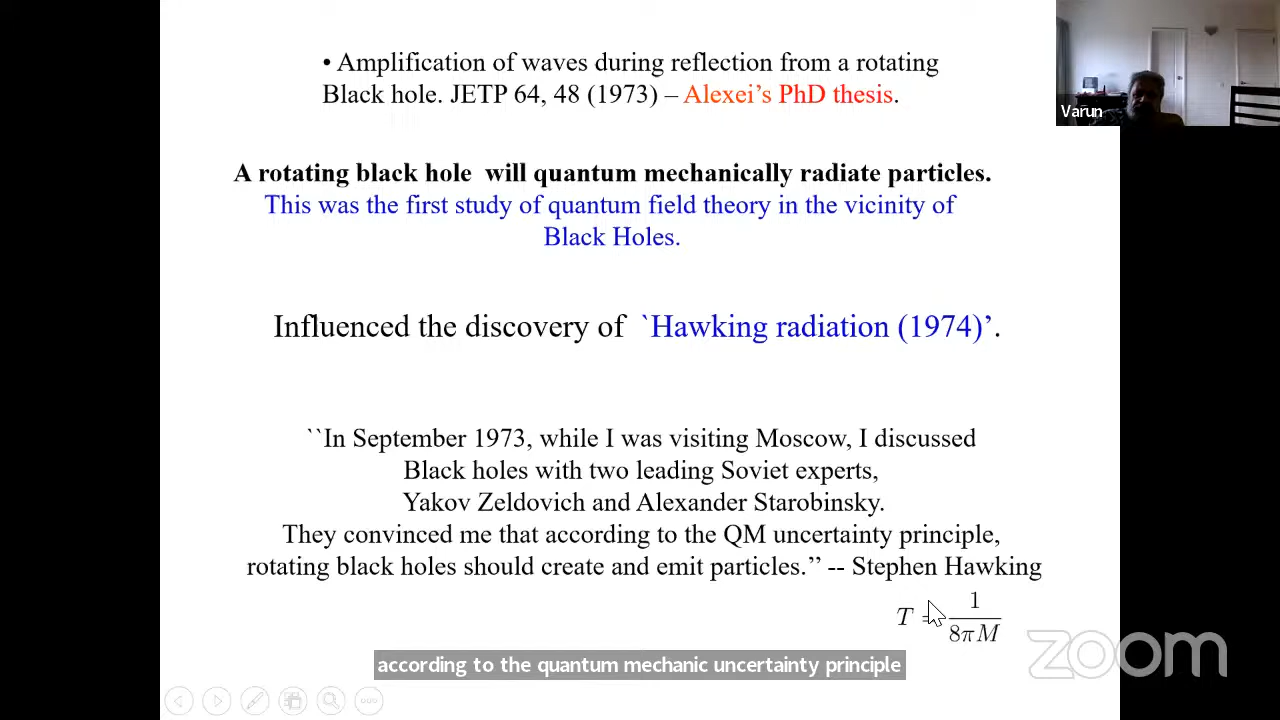 • Amplification of waves during reflection from a rotating
Black hole. JETP 64, 48 (1973) – Alexei’s PhD thesis.
Varun
A rotating black hole will quantum mechanically radiate particles.
This was the first study of quantum field theory in the vicinity of
Black Holes.
Influenced the discovery of `Hawking radiation (1974)’.
``In September 1973, while I was visiting Moscow, I discussed
Black holes with two leading Soviet experts,
Yakov Zeldovich and Alexander Starobinsky.
They convinced me that according to the QM uncertainty principle,
rotating black holes should create and emit particles.’’ -- Stephen Hawking
T = 1 / 8πM
according to the quantum mechanic uncertainty principle
zoom